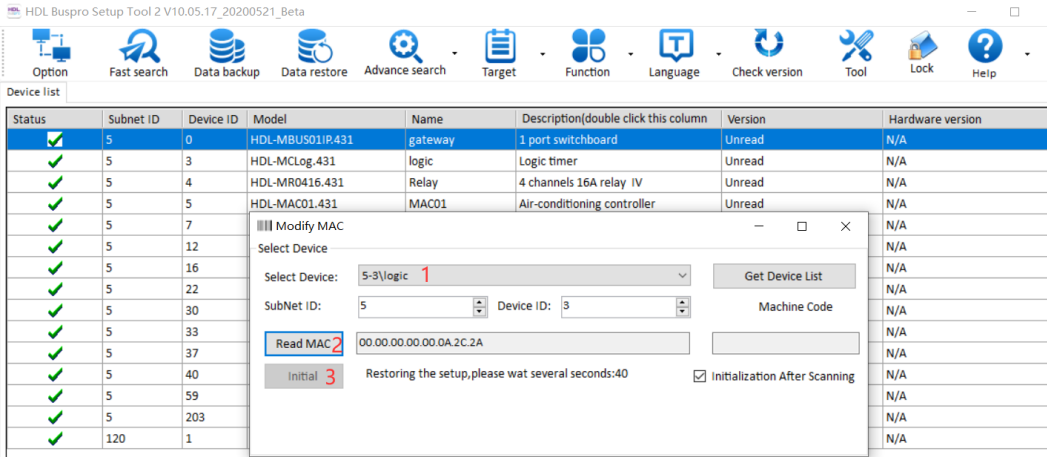 HDL Buspro Setup Tool 2 V10.05.17_20200521_Beta
Option Fast search Data backup Data restore Advance search Target Function Language Check version Tool Lock Help
Device list
Status Subnet ID Device ID Model Name Description(double click this column Version Hardware version
5 0 HDL-MBUS01IP.431 gateway 1 port switchboard Unread N/A
5 3 HDL-MCLog.431 logic Logic timer Unread N/A
5 4 HDL-MR0416.431 Relay 4 channels 16A relay IV Unread N/A
5 5 HDL-MAC01.431 MAC01 Air-conditioning controller Unread N/A
5 7 N/A
5 12 N/A
5 16 N/A
5 22 N/A
5 30 N/A
5 33 N/A
5 37 N/A
5 40 N/A
5 59 N/A
5 203 N/A
120 1 N/A
Modify MAC
Select Device
Select Device: 5-3\logic 1 Get Device List
SubNet ID: 5 Device ID: 3 Machine Code
Read MAC 2 00.00.00.00.00.0A.2C.2A
Initial 3 Restoring the setup,please wat several seconds:40 Initialization After Scanning